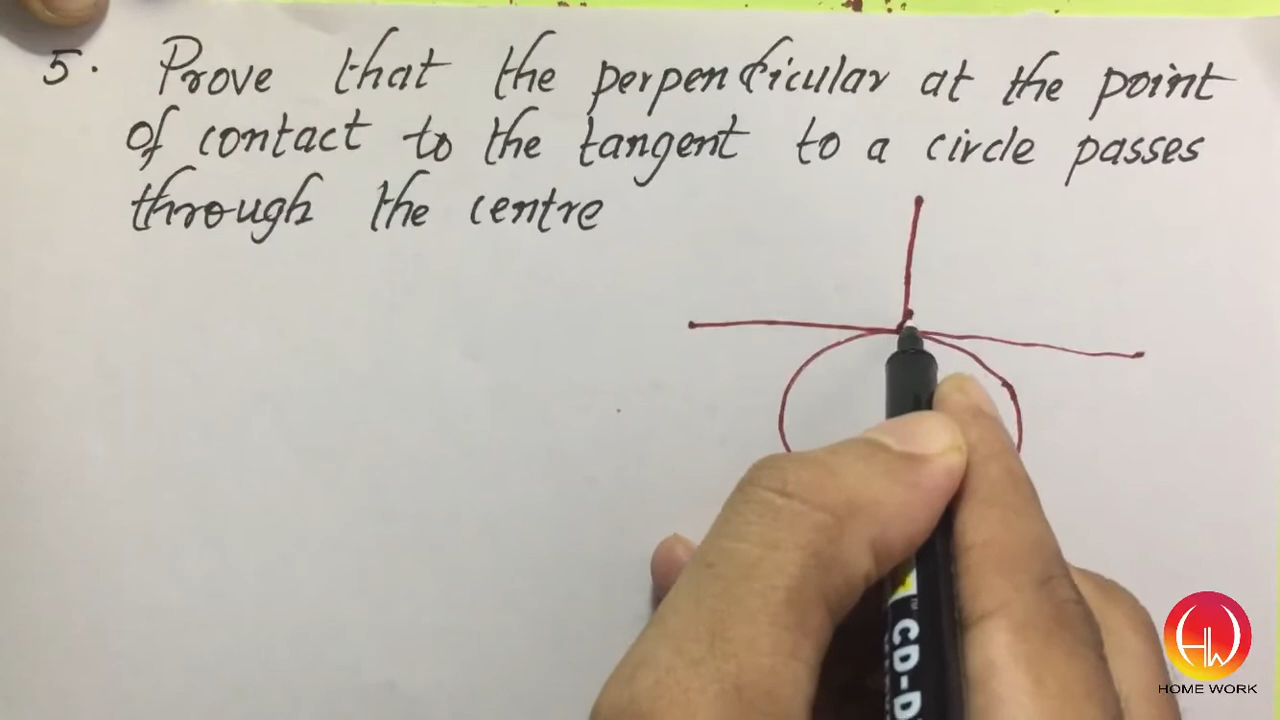 5. Prove that the perpendicular at the point
of contact to the tangent to a circle passes
through the centre
CD-D
HOME WORK